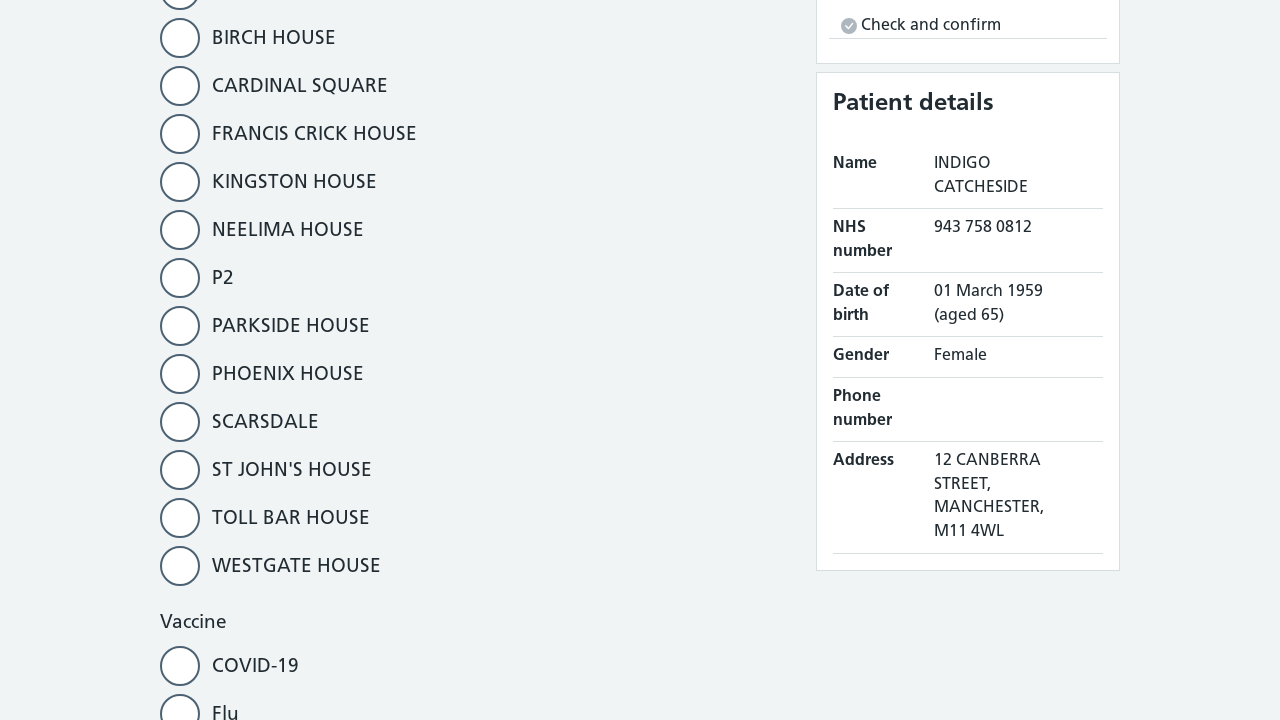 BIRCH HOUSE
CARDINAL SQUARE
FRANCIS CRICK HOUSE
KINGSTON HOUSE
NEELIMA HOUSE
P2
PARKSIDE HOUSE
PHOENIX HOUSE
SCARSDALE
ST JOHN'S HOUSE
TOLL BAR HOUSE
WESTGATE HOUSE
Vaccine
COVID-19
Flu
Check and confirm
Patient details
Name INDIGO
CATCHESIDE
NHS 943 758 0812
number
Date of 01 March 1959
birth (aged 65)
Gender Female
Phone
number
Address 12 CANBERRA
STREET,
MANCHESTER,
M11 4WL